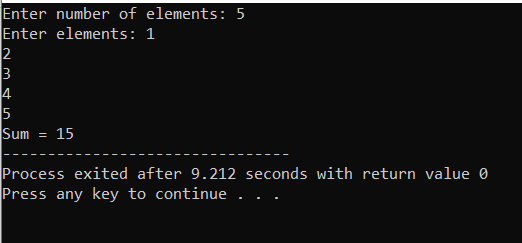 Enter number of elements: 5
Enter elements: 1
2
3
4
5
Sum = 15
--------------------------------
Process exited after 9.212 seconds with return value 0
Press any key to continue . . .